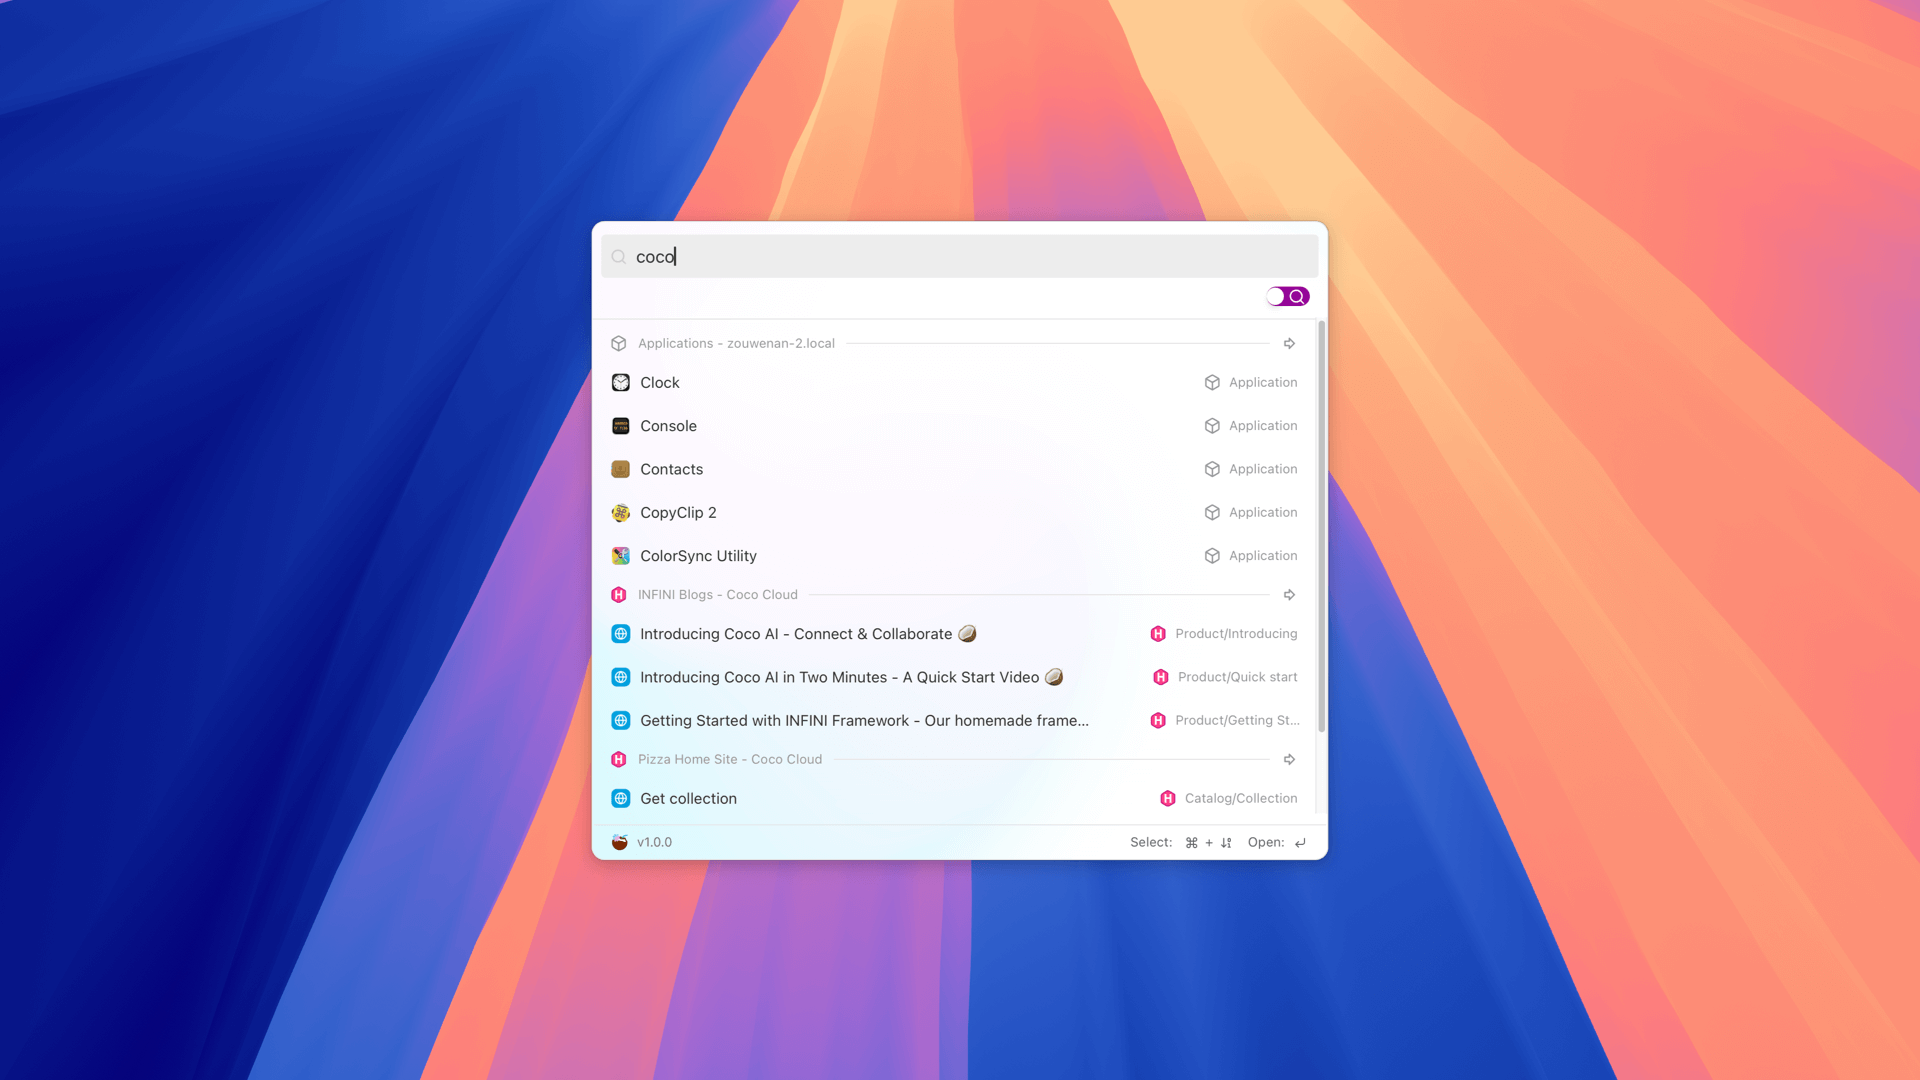 coco
Applications - zouwenan-2.local
Clock Application
Console Application
Contacts Application
CopyClip 2 Application
ColorSync Utility Application
INFINI Blogs - Coco Cloud
Introducing Coco AI - Connect & Collaborate 🥥 Product/Introducing
Introducing Coco AI in Two Minutes - A Quick Start Video 🥥 Product/Quick start
Getting Started with INFINI Framework - Our homemade frame... Product/Getting St...
Pizza Home Site - Coco Cloud
Get collection Catalog/Collection
v1.0.0 Select: ⌘ + ↓↑ Open: ↵